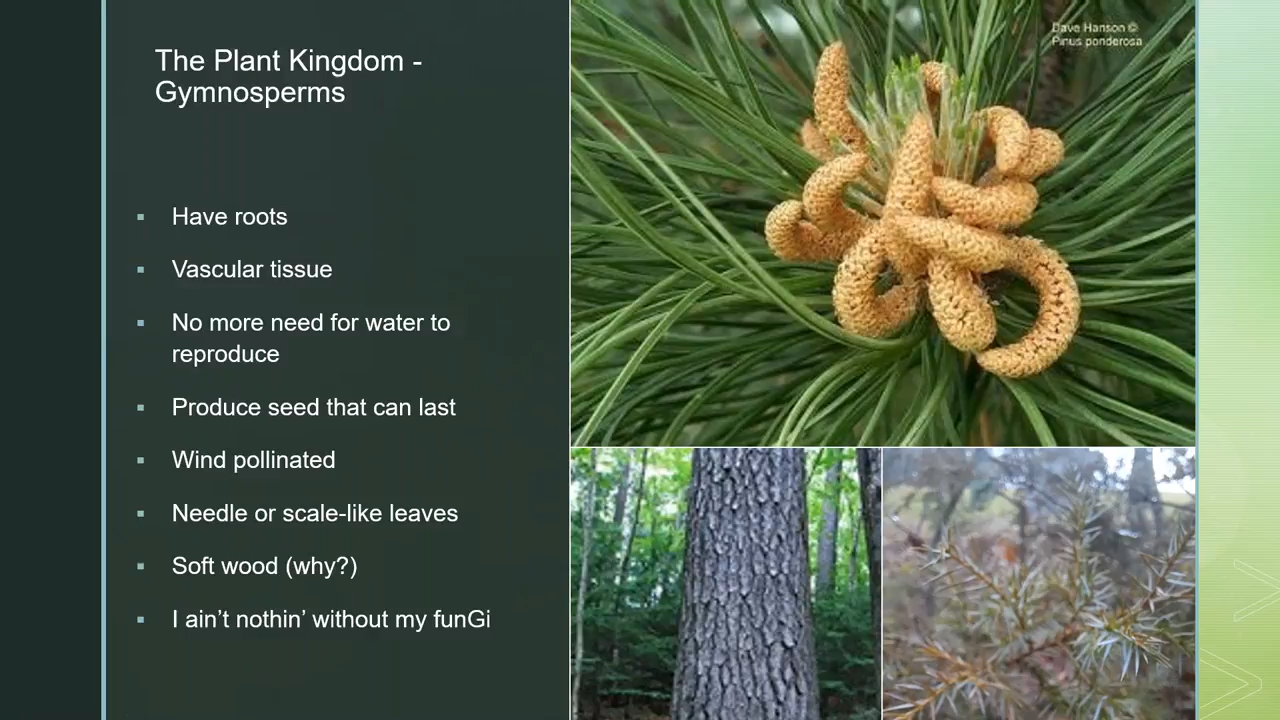 The Plant Kingdom -
Gymnosperms
▪ Have roots
▪ Vascular tissue
▪ No more need for water to
reproduce
▪ Produce seed that can last
▪ Wind pollinated
▪ Needle or scale-like leaves
▪ Soft wood (why?)
▪ I ain’t nothin’ without my funGi
Dave Hanson ©
Pinus ponderosa